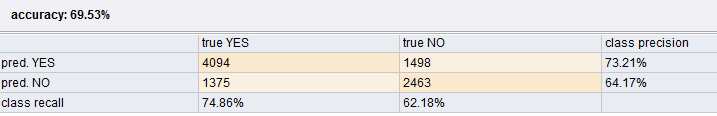 accuracy: 69.53%
true YES true NO class precision
pred. YES 4094 1498 73.21%
pred. NO 1375 2463 64.17%
class recall 74.86% 62.18%